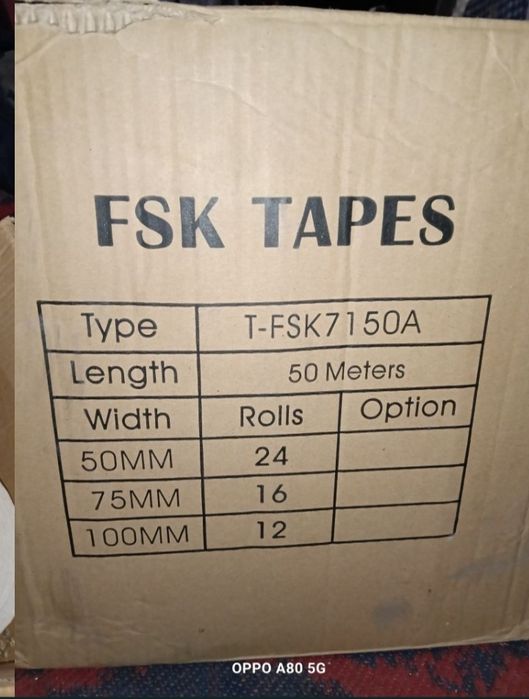 FSK TAPES
Type T-FSK7150A
Length 50 Meters
Width Rolls Option
50MM 24
75MM 16
100MM 12
OPPO A80 5G